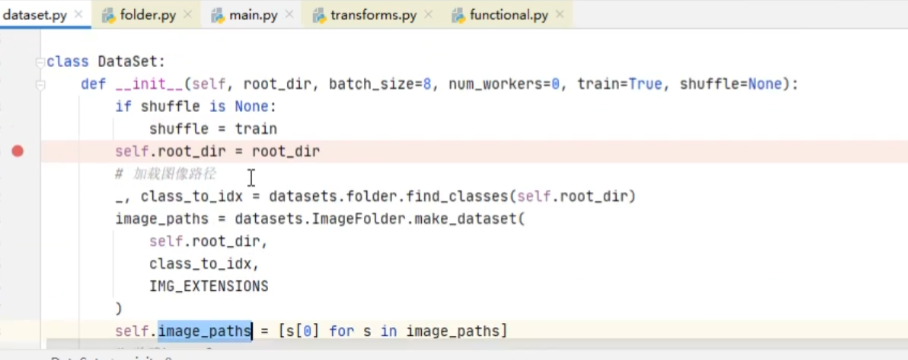 dataset.py folder.py main.py transforms.py functional.py
class DataSet:
def __init__(self, root_dir, batch_size=8, num_workers=0, train=True, shuffle=None):
if shuffle is None:
shuffle = train
self.root_dir = root_dir
# 加载图像路径
_, class_to_idx = datasets.folder.find_classes(self.root_dir)
image_paths = datasets.ImageFolder.make_dataset(
self.root_dir,
class_to_idx,
IMG_EXTENSIONS
)
self.image_paths = [s[0] for s in image_paths]